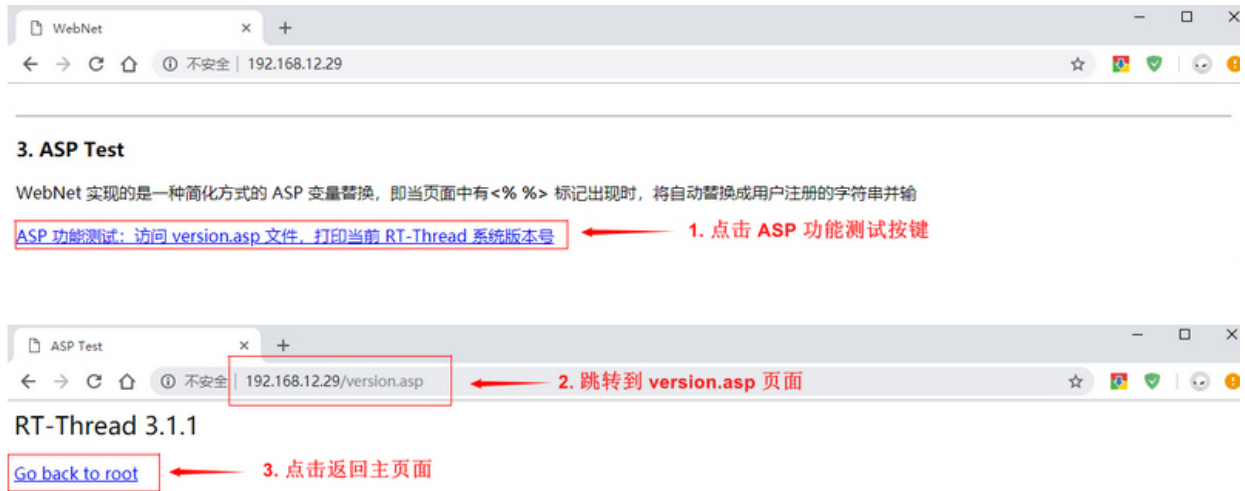 WebNet
不安全 | 192.168.12.29
3. ASP Test
WebNet 实现的是一种简化方式的 ASP 变量替换，即当页面中有<% %> 标记出现时，将自动替换成用户注册的字符串并输
ASP 功能测试：访问 version.asp 文件，打印当前 RT-Thread 系统版本号
1. 点击 ASP 功能测试按键
ASP Test
不安全 | 192.168.12.29/version.asp
2. 跳转到 version.asp 页面
RT-Thread 3.1.1
Go back to root
3. 点击返回主页面